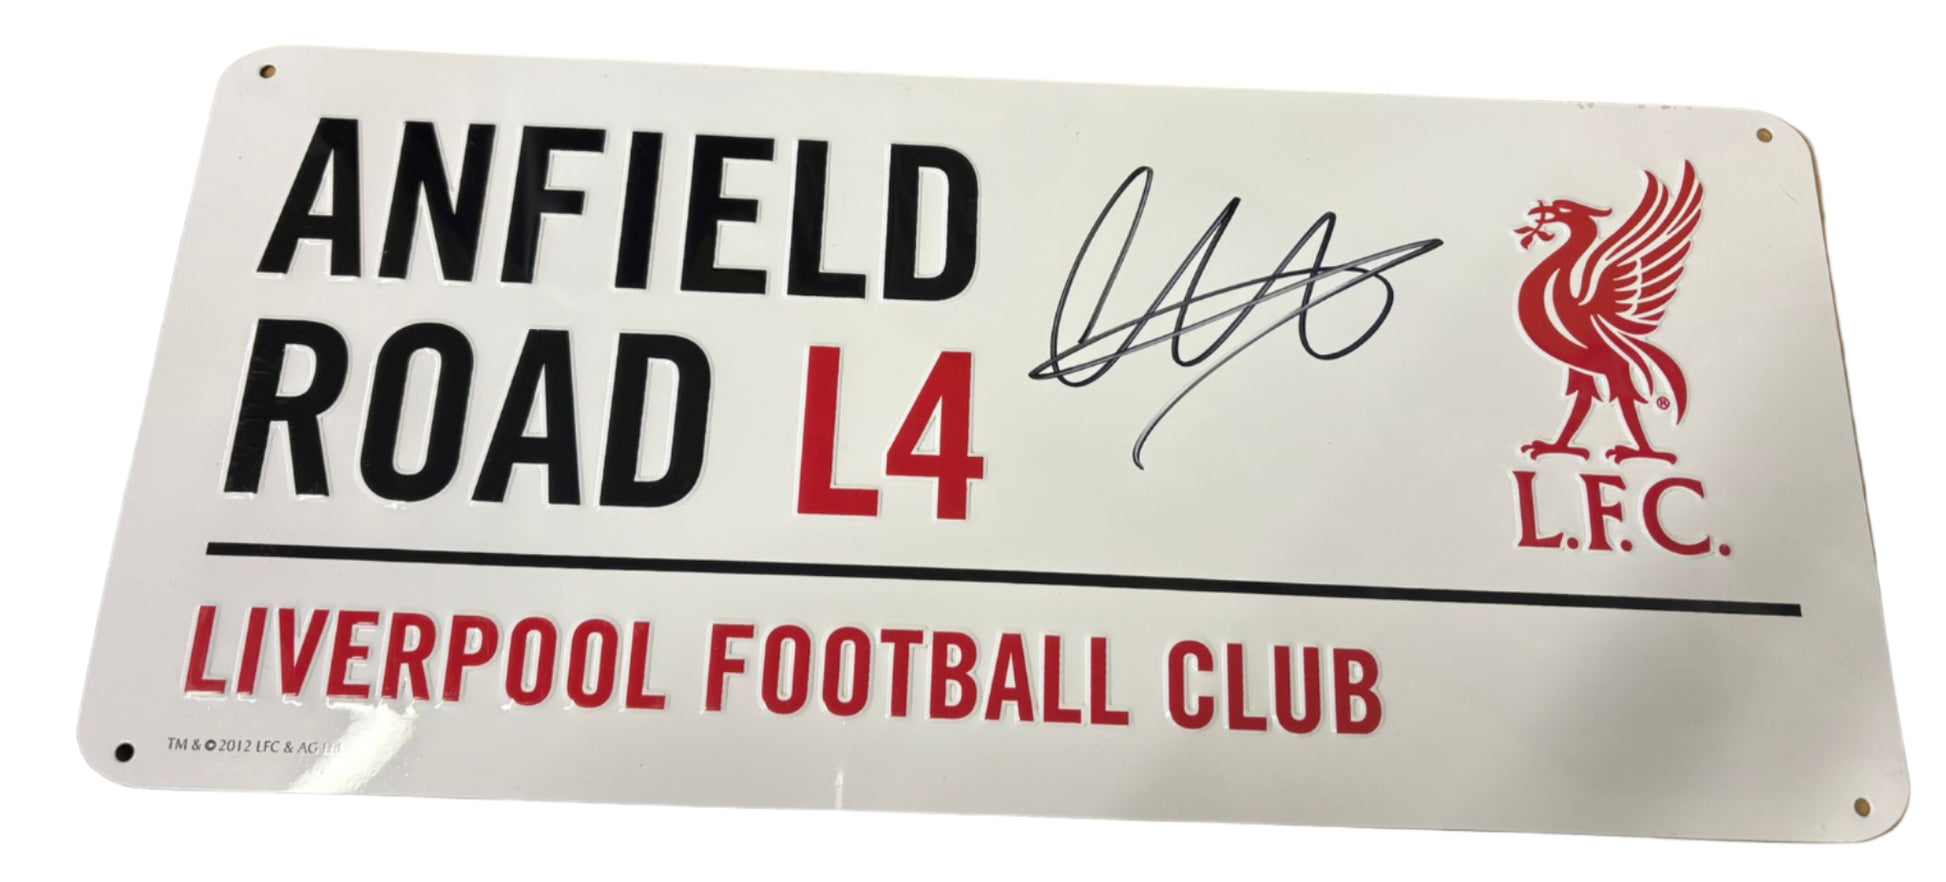 ANFIELD
ROAD L4
®
L.F.C.
LIVERPOOL FOOTBALL CLUB
TM & © 2012 LFC & AG Ltd